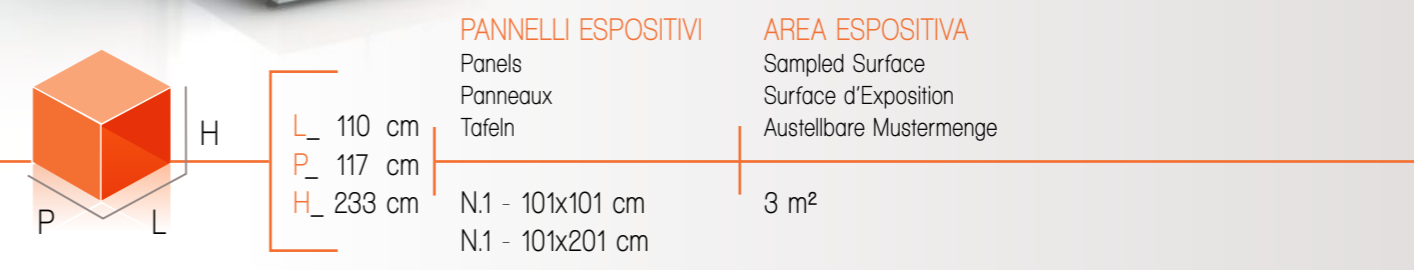 PANNELLI ESPOSITIVI
Panels
Panneaux
Tafeln
AREA ESPOSITIVA
Sampled Surface
Surface d'Exposition
Austellbare Mustermenge
H
P
L
L_ 110 cm
P_ 117 cm
H_ 233 cm
N.1 - 101x101 cm
N.1 - 101x201 cm
3 m²